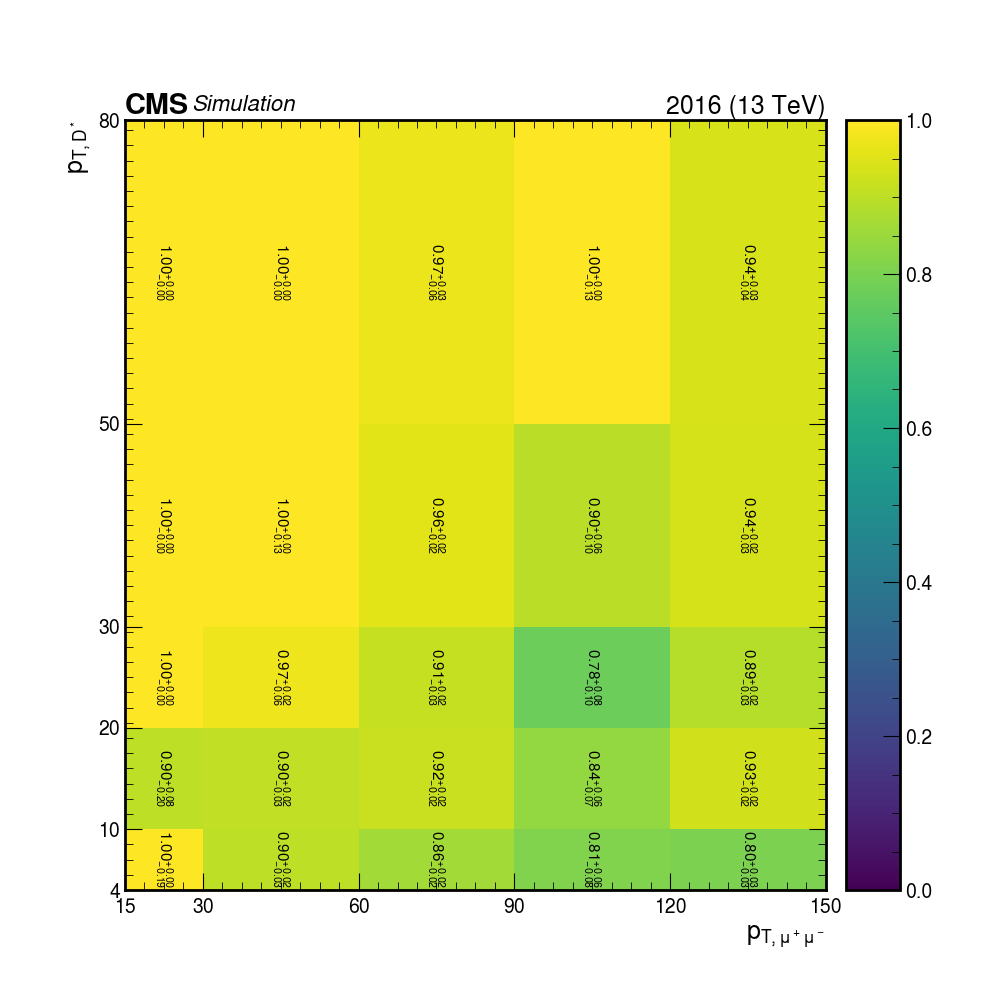 CMS Simulation 2016 (13 TeV)
p_{T, D^*}
80
50
30
20
10
4
1.00^{+0.00}_{-0.00} 1.00^{+0.00}_{-0.00} 0.97^{+0.03}_{-0.06} 1.00^{+0.00}_{-0.13} 0.94^{+0.03}_{-0.04}
1.00^{+0.00}_{-0.00} 1.00^{+0.00}_{-0.13} 0.96^{+0.02}_{-0.02} 0.90^{+0.06}_{-0.10} 0.94^{+0.02}_{-0.03}
1.00^{+0.00}_{-0.00} 0.97^{+0.02}_{-0.06} 0.91^{+0.02}_{-0.03} 0.78^{+0.08}_{-0.10} 0.89^{+0.02}_{-0.03}
0.90^{+0.08}_{-0.20} 0.90^{+0.02}_{-0.03} 0.92^{+0.02}_{-0.02} 0.84^{+0.06}_{-0.07} 0.93^{+0.02}_{-0.02}
1.00^{+0.00}_{-0.19} 0.90^{+0.02}_{-0.03} 0.86^{+0.02}_{-0.02} 0.81^{+0.06}_{-0.08} 0.80^{+0.03}_{-0.03}
15 30 60 90 120 150
p_{T, μ^+ μ^-}
1.0
0.8
0.6
0.4
0.2
0.0